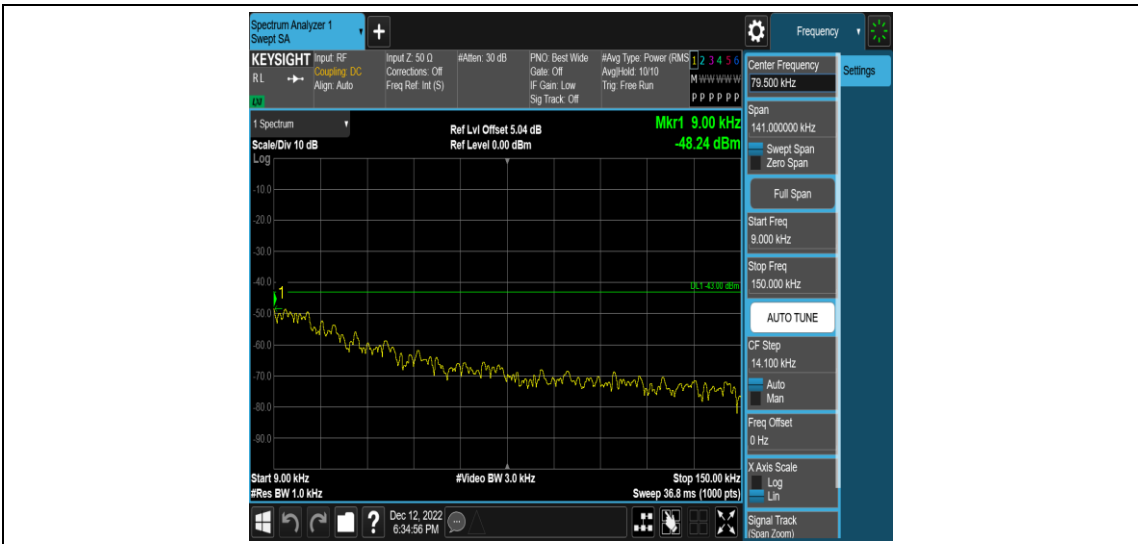 Spectrum Analyzer 1
Swept SA
+
Frequency
KEYSIGHT
RL
LXI
Input: RF
Coupling: DC
Align: Auto
Input Z: 50 Ω
Corrections: Off
Freq Ref: Int (S)
#Atten: 30 dB
PNO: Best Wide
Gate: Off
IF Gain: Low
Sig Track: Off
#Avg Type: Power (RMS
Avg|Hold: 10/10
Trig: Free Run
1 2 3 4 5 6
M W W W W W
P P P P P P
Center Frequency
79.500 kHz
Settings
Span
141.000000 kHz
Swept Span
Zero Span
Full Span
Start Freq
9.000 kHz
Stop Freq
150.000 kHz
AUTO TUNE
CF Step
14.100 kHz
Auto
Man
Freq Offset
0 Hz
X Axis Scale
Log
Lin
Signal Track
(Span Zoom)
1 Spectrum
Scale/Div 10 dB
Log
Ref Lvl Offset 5.04 dB
Ref Level 0.00 dBm
Mkr1 9.00 kHz
-48.24 dBm
-10.0
-20.0
-30.0
-40.0
-50.0
-60.0
-70.0
-80.0
-90.0
1
DL1 -43.00 dBm
Start 9.00 kHz
#Res BW 1.0 kHz
#Video BW 3.0 kHz
Stop 150.00 kHz
Sweep 36.8 ms (1000 pts)
?
Dec 12, 2022
6:34:56 PM